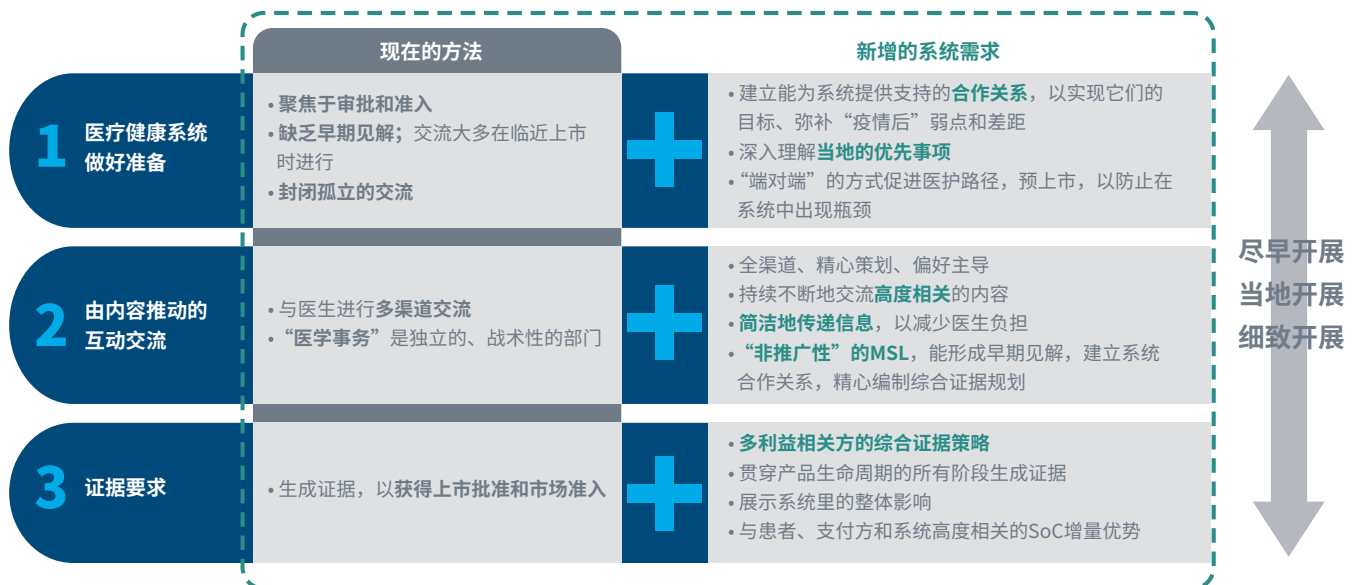 现在的方法
新增的系统需求
1
医疗健康系统
做好准备
• 聚焦于审批和准入
• 缺乏早期见解；交流大多在临近上市
时进行
• 封闭孤立的交流
• 建立能为系统提供支持的合作关系，以实现它们的
目标、弥补“疫情后”弱点和差距
• 深入理解当地的优先事项
• “端对端”的方式促进医护路径，预上市，以防止在
系统中出现瓶颈
2
由内容推动的
互动交流
• 与医生进行多渠道交流
• “医学事务”是独立的、战术性的部门
• 全渠道、精心策划、偏好主导
• 持续不断地交流高度相关的内容
• 简洁地传递信息，以减少医生负担
• “非推广性”的MSL，能形成早期见解，建立系统
合作关系，精心编制综合证据规划
3
证据要求
• 生成证据，以获得上市批准和市场准入
• 多利益相关方的综合证据策略
• 贯穿产品生命周期的所有阶段生成证据
• 展示系统里的整体影响
• 与患者、支付方和系统高度相关的SoC增量优势
尽早开展
当地开展
细致开展